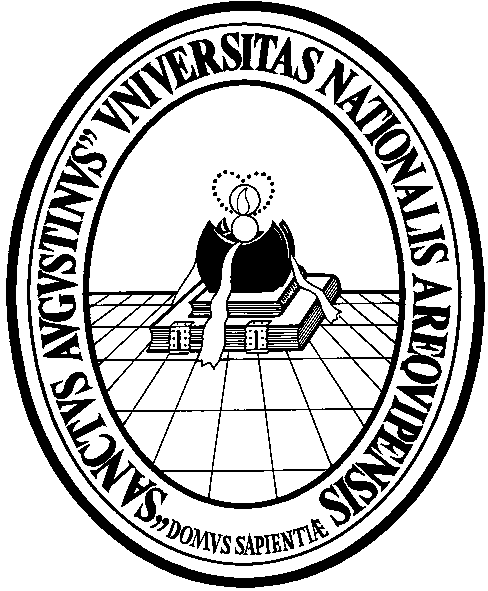 "SANCTVS AVGVSTINVS" VNIVERSITAS NATIONALIS AREQVIPENSIS
DOMVS SAPIENTIÆ